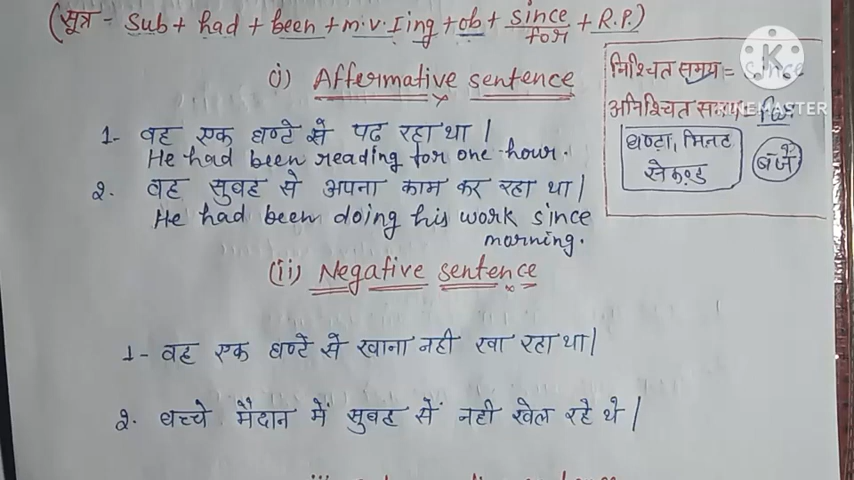 (सूत्र - Sub + had + been + m.v. Iing + ob + since/for + R.P.)
(i) Affermative sentence
निश्चित समय = since
अनिश्चित समय
KINEMASTER
घण्टा, मिनट
सेकण्ड
बजे
1- वह एक घण्टे से पढ रहा था।
He had been reading for one hour.
2. वह सुबह से अपना काम कर रहा था।
He had been doing his work since
morning.
(ii) Negative sentence
1- वह एक घण्टे से खाना नही खा रहा था।
2. बच्चे मैदान में सुबह सें नही खेल रहे थे।